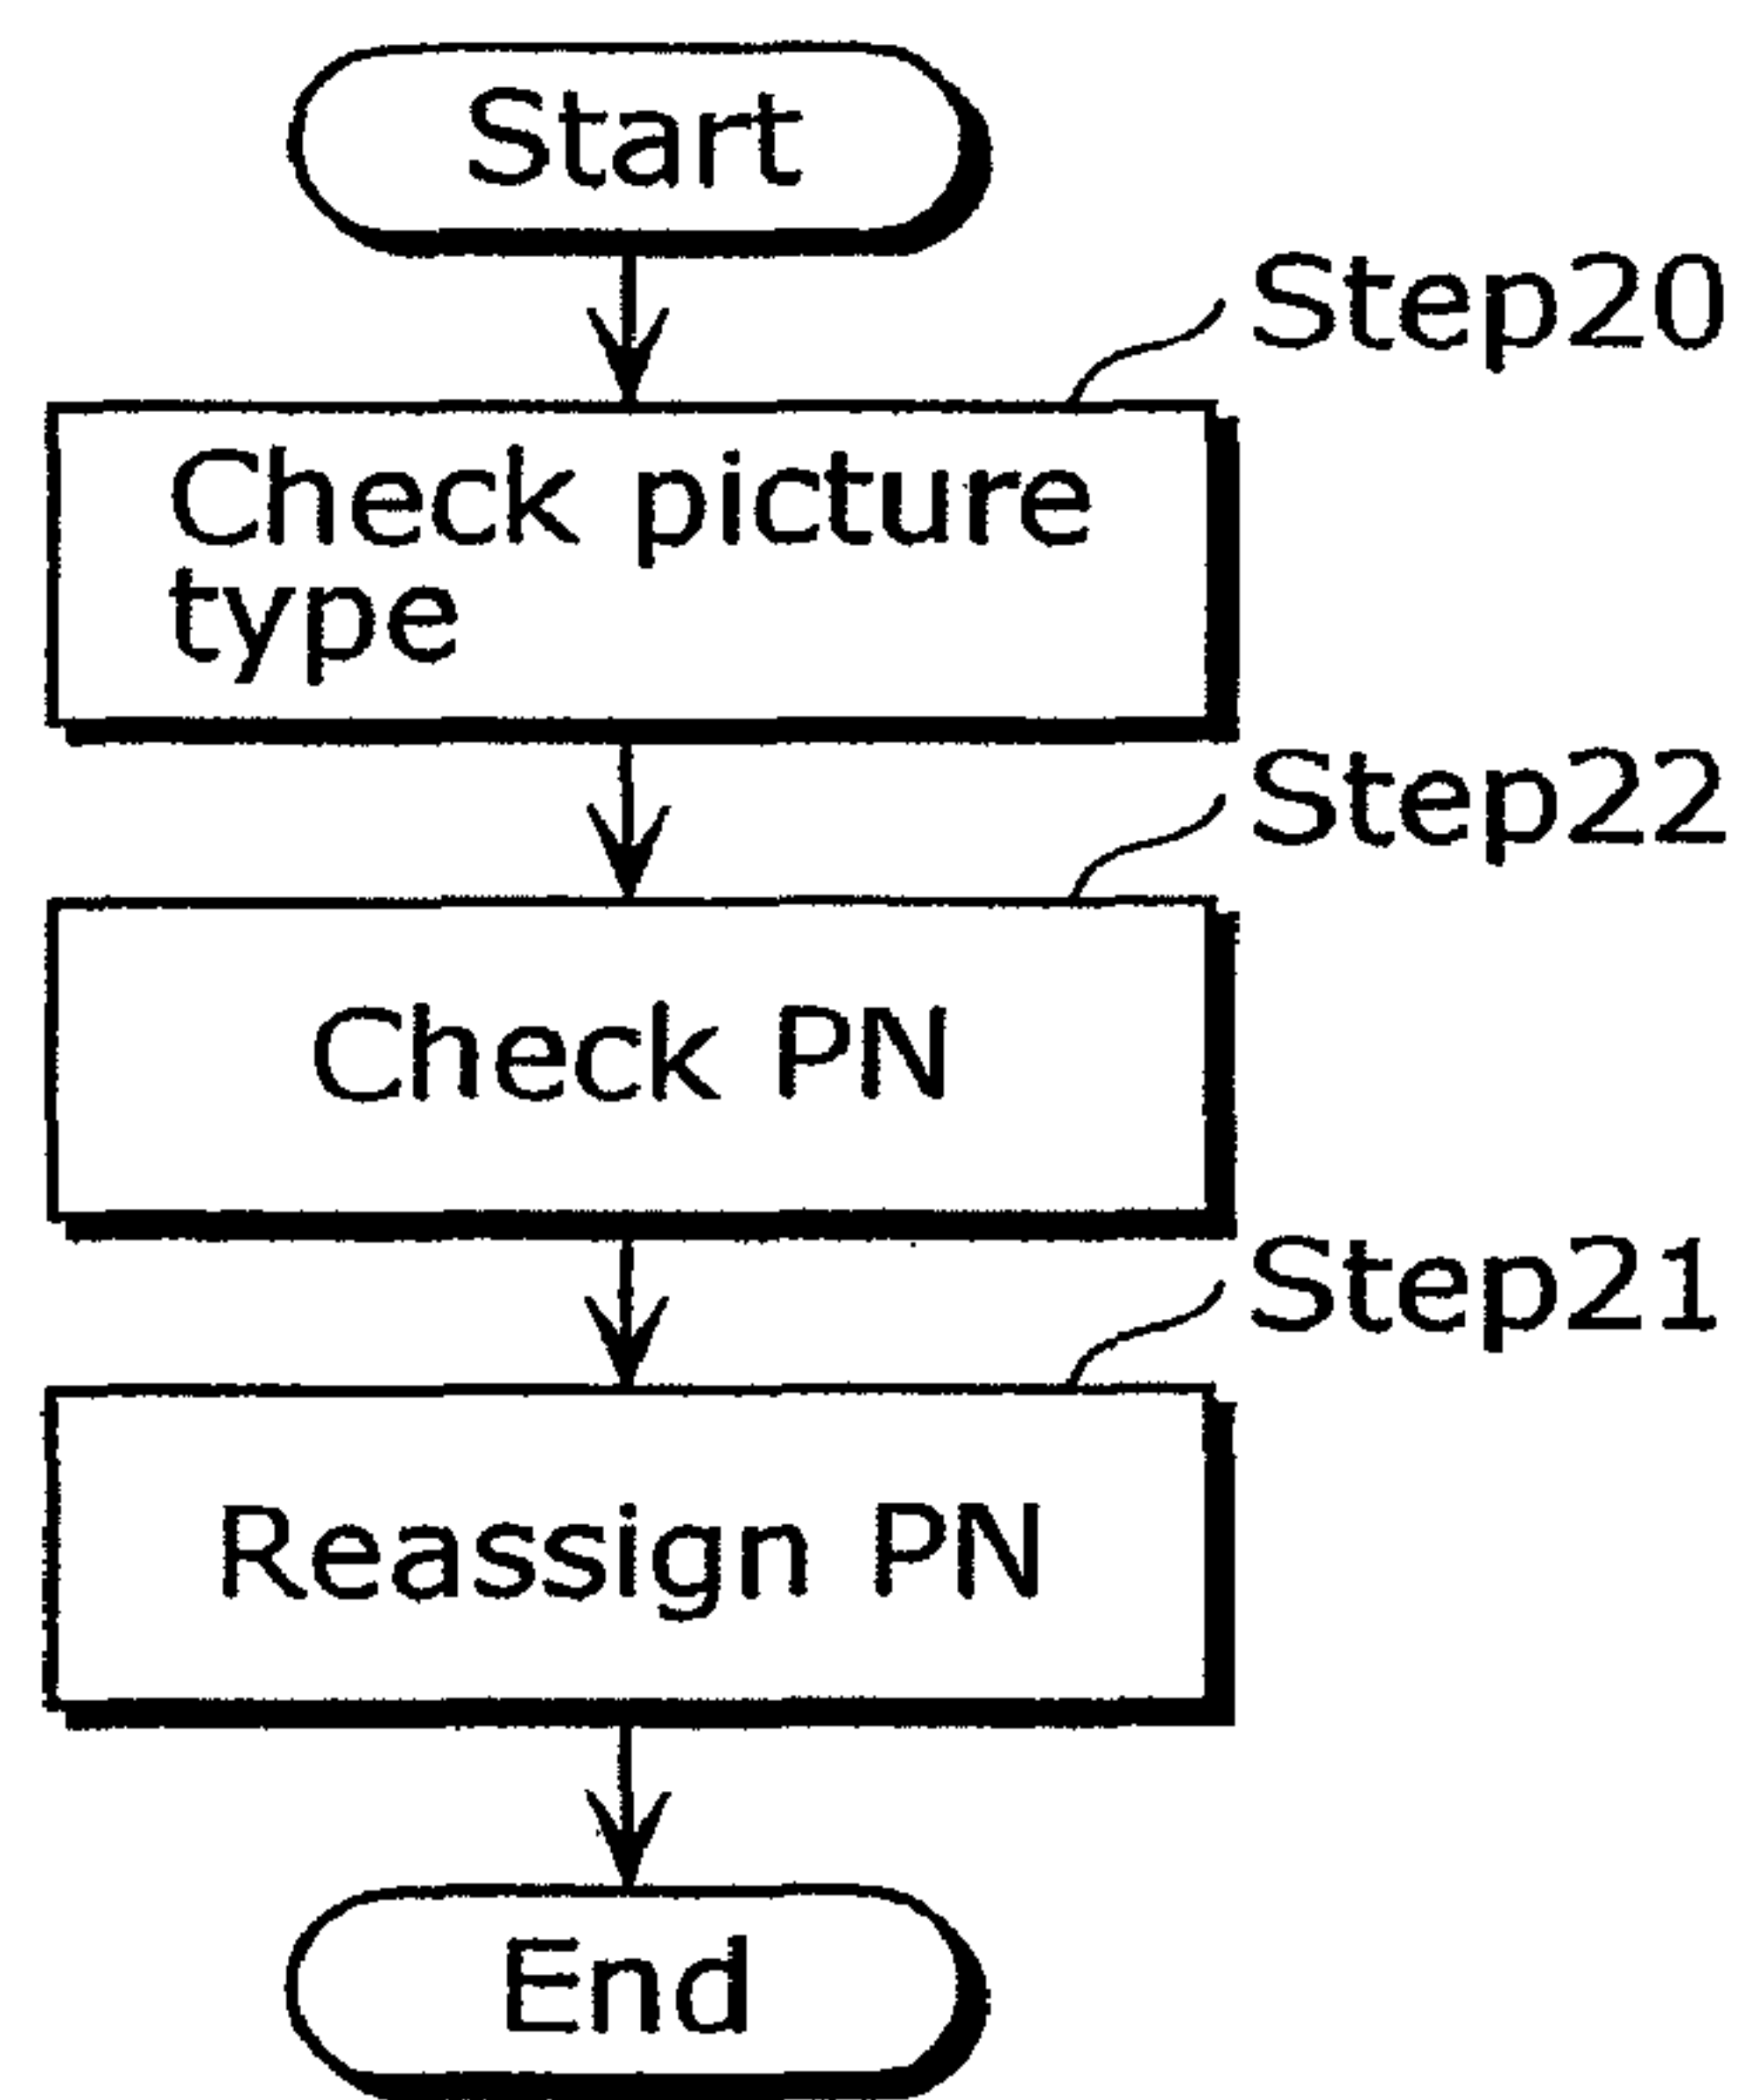 Start
Step20
Check picture
type
Step22
Check PN
Step21
Reassign PN
End